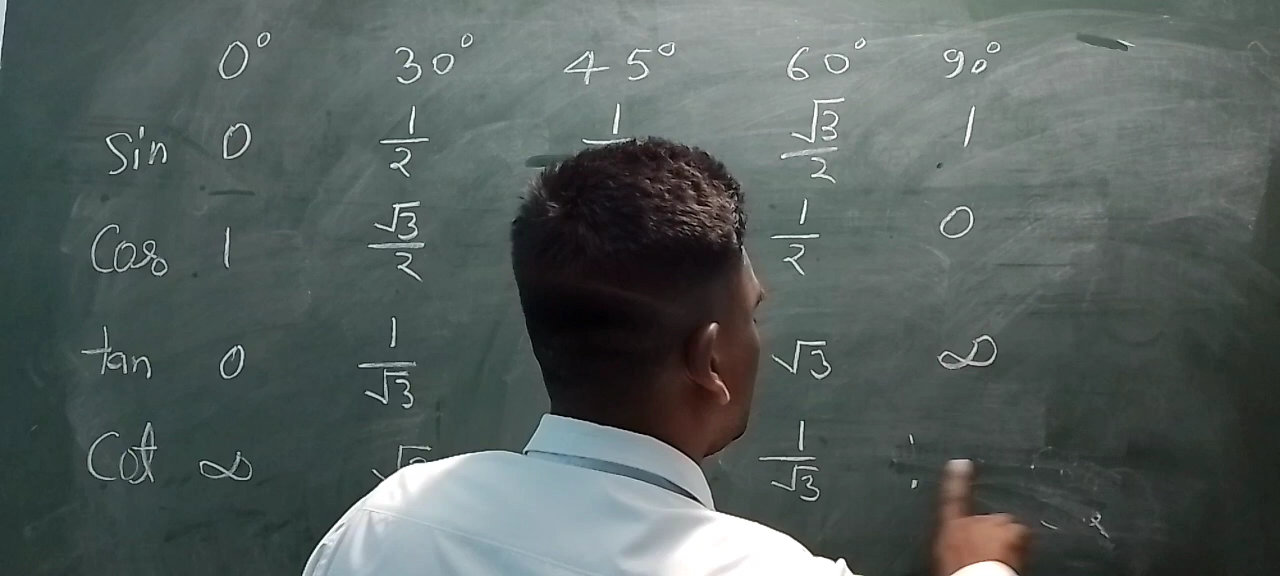 0° 30° 45° 60° 90°
sin 0 1/2 1 √3/2 1
Cos 1 √3/2 1/2 0
tan 0 1/√3 √3 ∞
Cot ∞ 1/√3